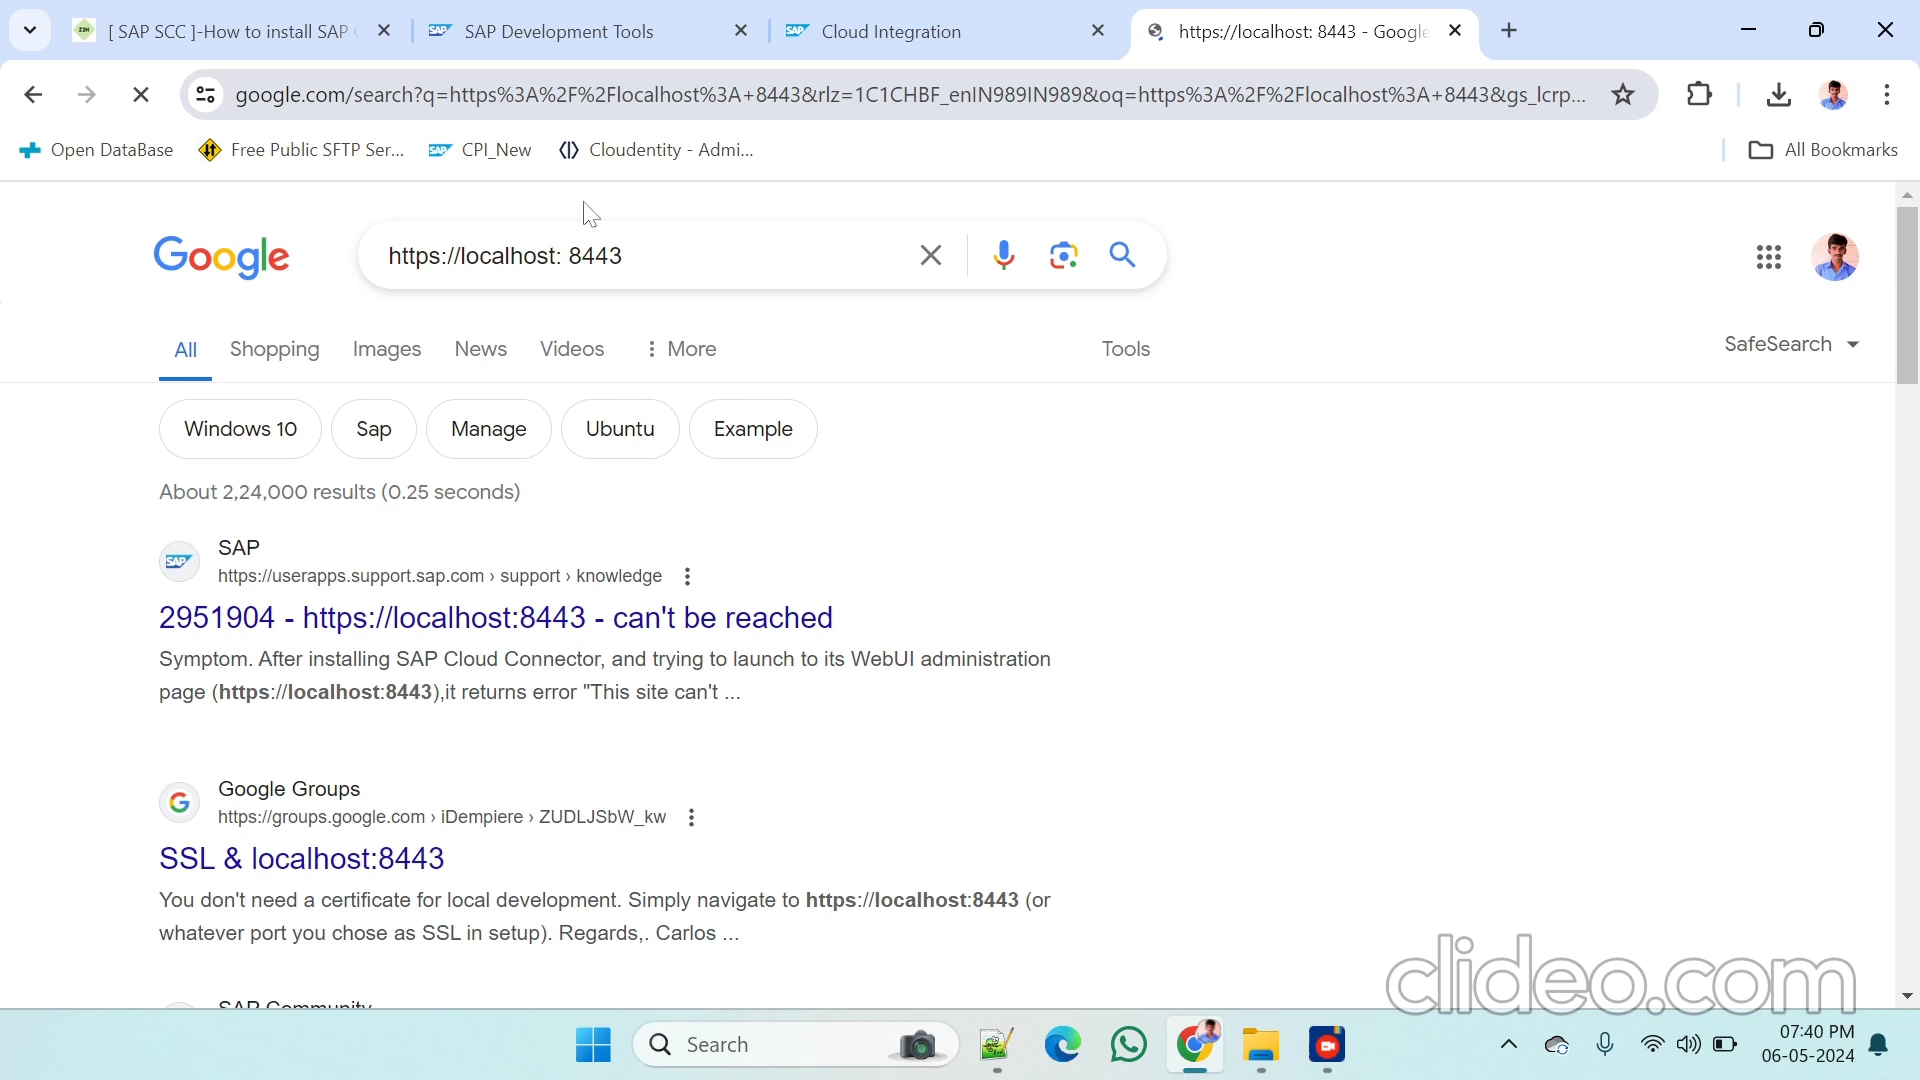 [ SAP SCC ]-How to install SAP
SAP Development Tools
Cloud Integration
https://localhost: 8443 - Google
google.com/search?q=https%3A%2F%2Flocalhost%3A+8443&rlz=1C1CHBF_enIN989IN989&oq=https%3A%2F%2Flocalhost%3A+8443&gs_lcrp...
Open DataBase
Free Public SFTP Ser...
SAP
CPI_New
Cloudentity - Admi...
All Bookmarks
Google
https://localhost: 8443
All
Shopping
Images
News
Videos
More
Tools
SafeSearch
Windows 10
Sap
Manage
Ubuntu
Example
About 2,24,000 results (0.25 seconds)
SAP
SAP
https://userapps.support.sap.com › support › knowledge
2951904 - https://localhost:8443 - can't be reached
Symptom. After installing SAP Cloud Connector, and trying to launch to its WebUI administration
page (https://localhost:8443),it returns error "This site can't ...
Google Groups
https://groups.google.com › iDempiere › ZUDLJSbW_kw
SSL & localhost:8443
You don't need a certificate for local development. Simply navigate to https://localhost:8443 (or
whatever port you chose as SSL in setup). Regards,. Carlos ...
SAP Community
clideo.com
Search
07:40 PM
06-05-2024